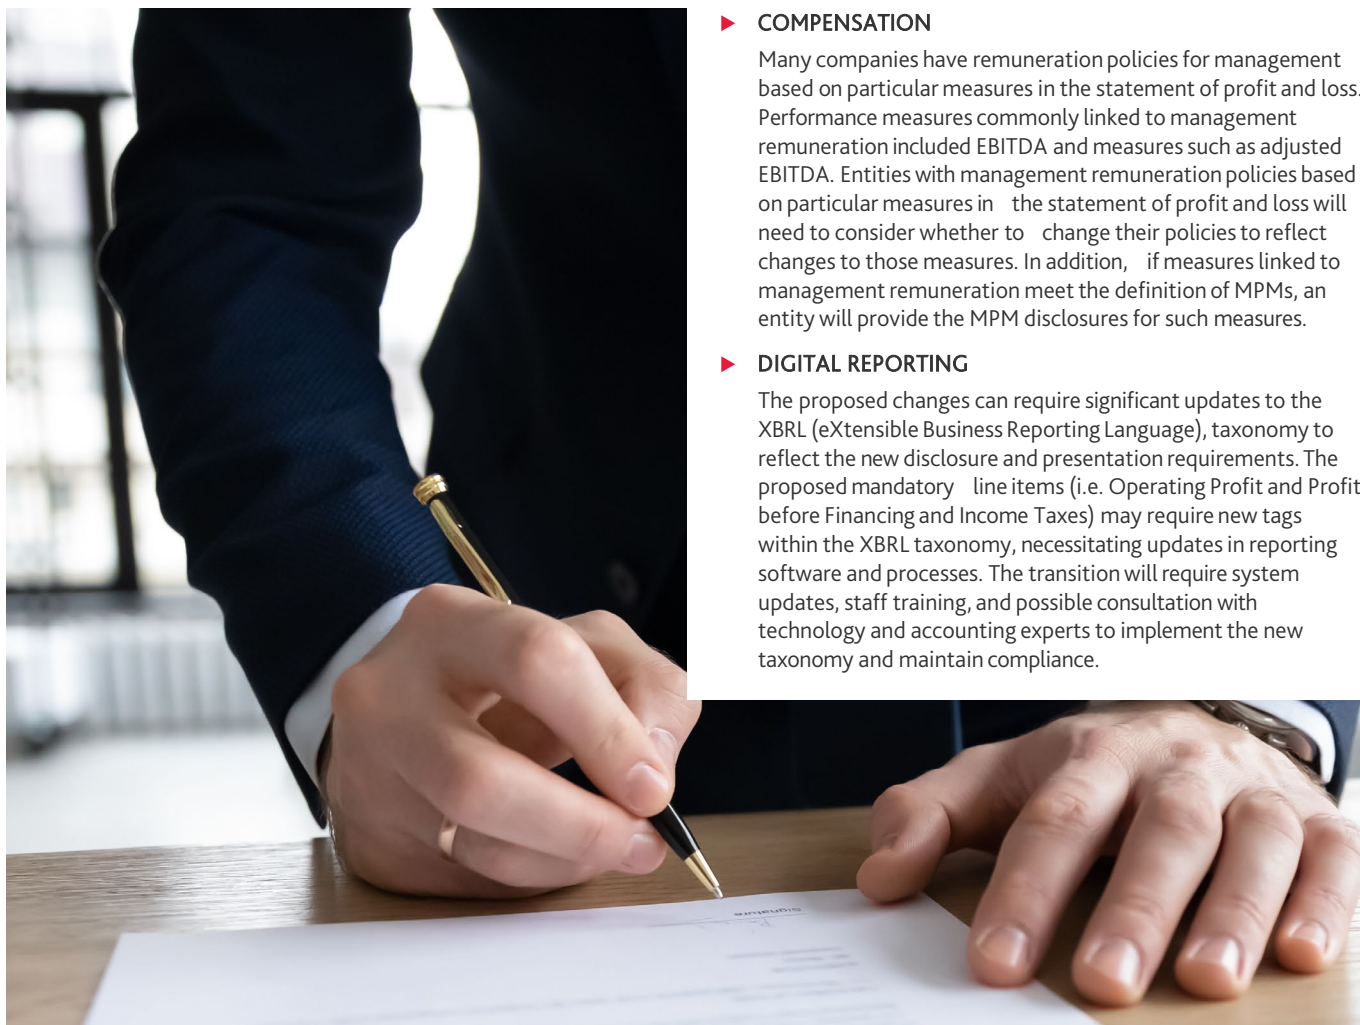 COMPENSATION
Many companies have remuneration policies for management
based on particular measures in the statement of profit and loss.
Performance measures commonly linked to management
remuneration included EBITDA and measures such as adjusted
EBITDA. Entities with management remuneration policies based
on particular measures in the statement of profit and loss will
need to consider whether to change their policies to reflect
changes to those measures. In addition, if measures linked to
management remuneration meet the definition of MPMs, an
entity will provide the MPM disclosures for such measures.
DIGITAL REPORTING
The proposed changes can require significant updates to the
XBRL (eXtensible Business Reporting Language), taxonomy to
reflect the new disclosure and presentation requirements. The
proposed mandatory line items (i.e. Operating Profit and Profit
before Financing and Income Taxes) may require new tags
within the XBRL taxonomy, necessitating updates in reporting
software and processes. The transition will require system
updates, staff training, and possible consultation with
technology and accounting experts to implement the new
taxonomy and maintain compliance.
Signature